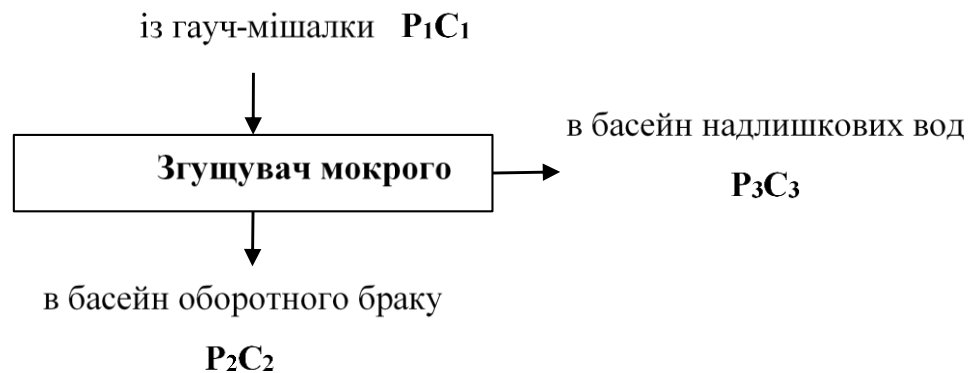 із гауч-мішалки P₁C₁
в басейн надлишкових вод
Згущувач мокрого
P₃C₃
в басейн оборотного браку
P₂C₂